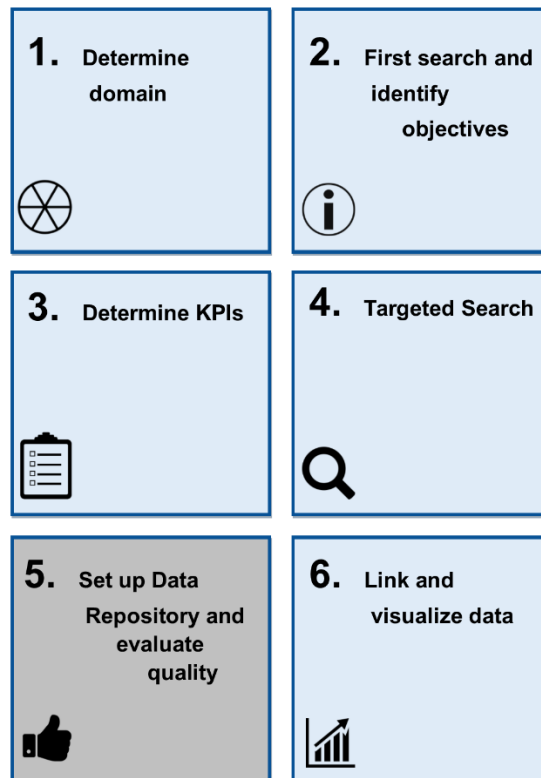 1. Determine
domain
2. First search and
identify
objectives
3. Determine KPIs
4. Targeted Search
5. Set up Data
Repository and
evaluate
quality
6. Link and
visualize data